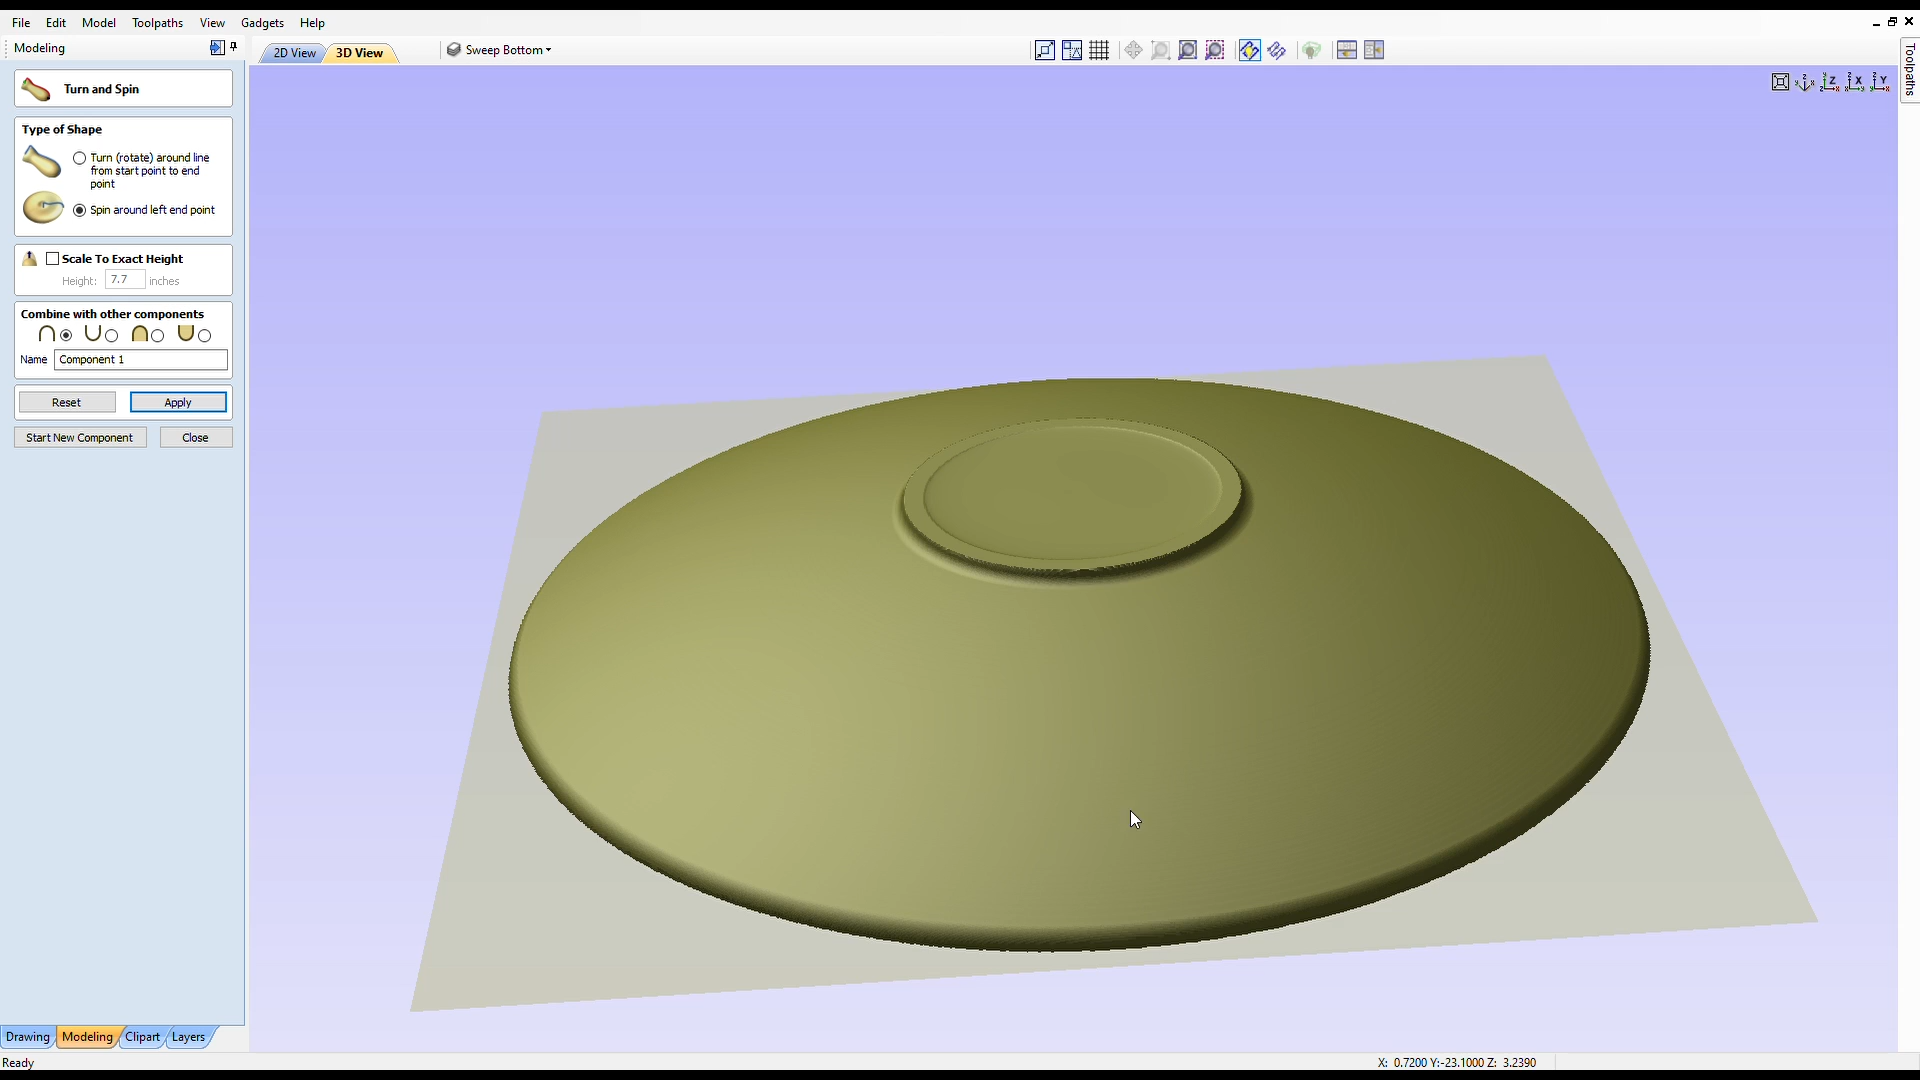 File Edit Model Toolpaths View Gadgets Help
Modeling
2D View 3D View Sweep Bottom
Toolpaths
Turn and Spin
Type of Shape
Turn (rotate) around line
from start point to end
point
Spin around left end point
Scale To Exact Height
Height: 7.7 inches
Combine with other components
Name Component 1
Reset Apply
Start New Component Close
Drawing Modeling Clipart Layers
Ready X: 0.7200 Y:-23.1000 Z: 3.2390